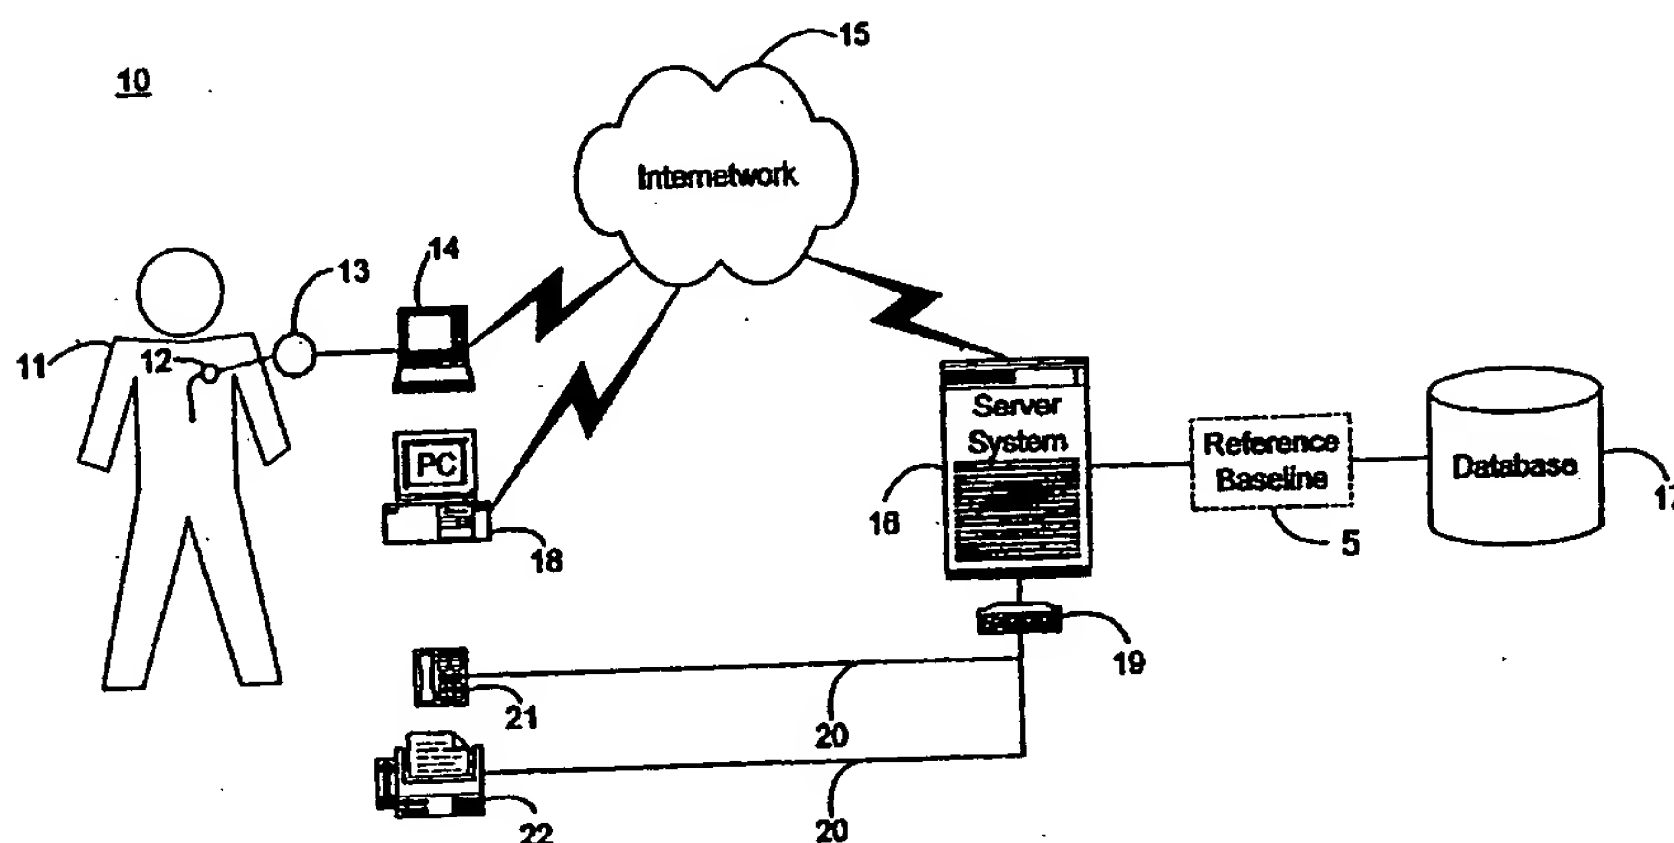 15
10
Internetwork
14
13
11
12
Server
System
Reference
Baseline
Database
PC
16
17
5
18
19
21
20
22
20